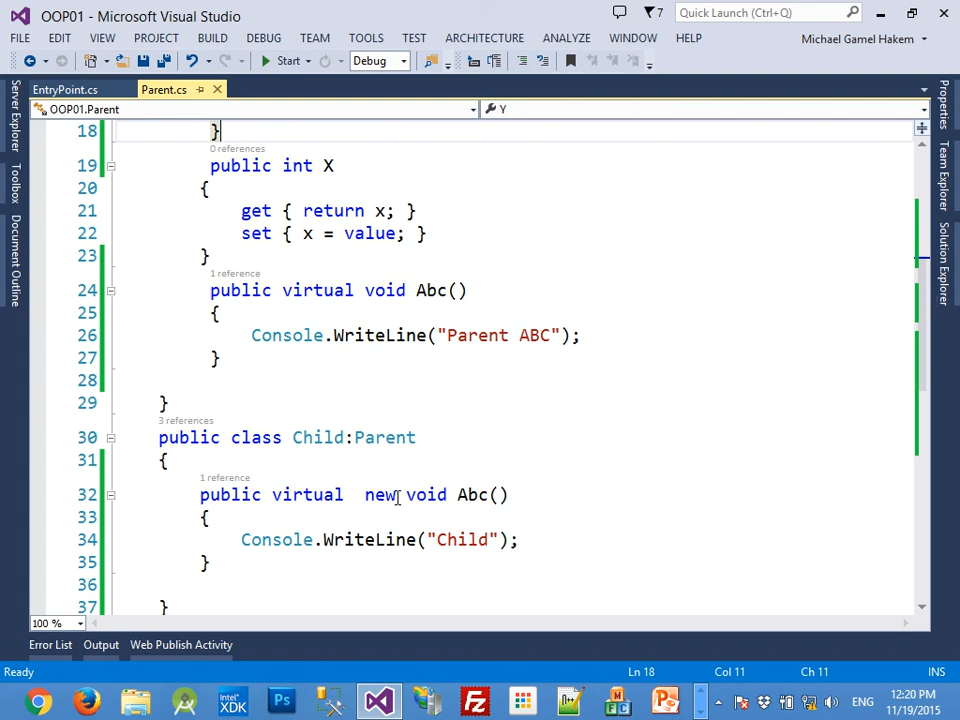 OOP01 - Microsoft Visual Studio
7
Quick Launch (Ctrl+Q)
FILE EDIT VIEW PROJECT BUILD DEBUG TEAM TOOLS TEST ARCHITECTURE ANALYZE WINDOW HELP
Michael Gamel Hakem
Start
Debug
EntryPoint.cs
Parent.cs
OOP01.Parent
Y
Server Explorer
Toolbox
Document Outline
Properties
Team Explorer
Solution Explorer
18 }
0 references
19 public int X
20 {
21 get { return x; }
22 set { x = value; }
23 }
1 reference
24 public virtual void Abc()
25 {
26 Console.WriteLine("Parent ABC");
27 }
28
29 }
3 references
30 public class Child:Parent
31 {
1 reference
32 public virtual  new void Abc()
33 {
34 Console.WriteLine("Child");
35 }
36
37 }
100 %
Error List Output Web Publish Activity
Ready
Ln 18 Col 11 Ch 11 INS
intel XDK
Ps
Fz
MFC
ENG
12:20 PM
11/19/2015